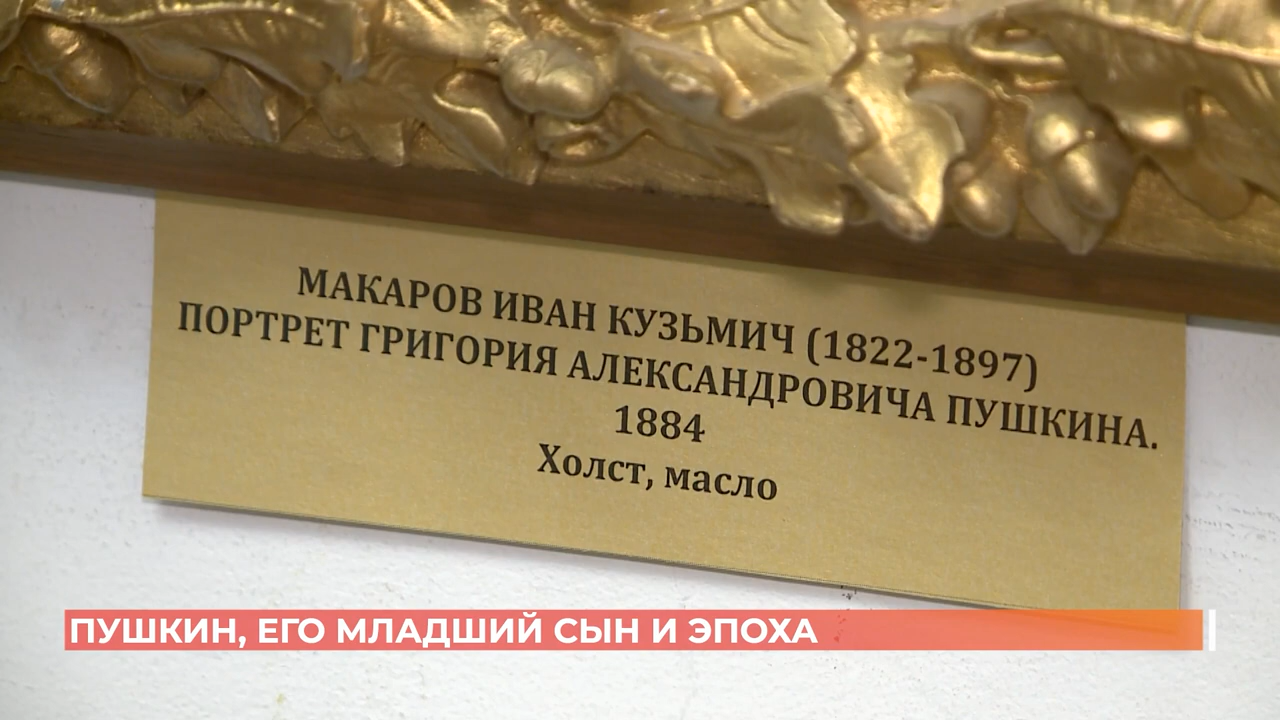 МАКАРОВ ИВАН КУЗЬМИЧ (1822-1897)
ПОРТРЕТ ГРИГОРИЯ АЛЕКСАНДРОВИЧА ПУШКИНА.
1884
Холст, масло
ПУШКИН, ЕГО МЛАДШИЙ СЫН И ЭПОХА